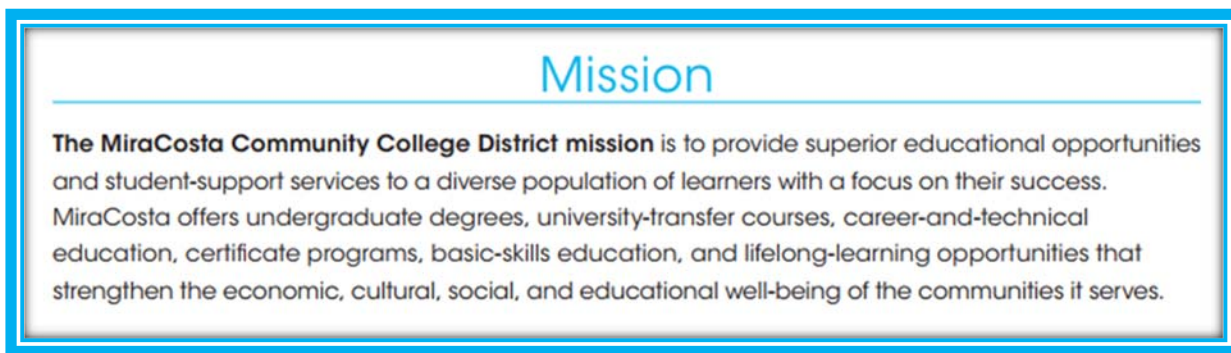 Mission
The MiraCosta Community College District mission is to provide superior educational opportunities
and student-support services to a diverse population of learners with a focus on their success.
MiraCosta offers undergraduate degrees, university-transfer courses, career-and-technical
education, certificate programs, basic-skills education, and lifelong-learning opportunities that
strengthen the economic, cultural, social, and educational well-being of the communities it serves.